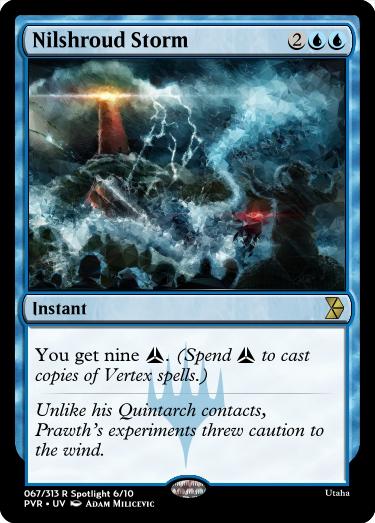 Nilshroud Storm 2
Instant
You get nine . (Spend to cast
copies of Vertex spells.)
Unlike his Quintarch contacts,
Prawth's experiments threw caution to
the wind.
067/313 R Spotlight 6/10
PVR • UV Adam Milicevic
Utaha